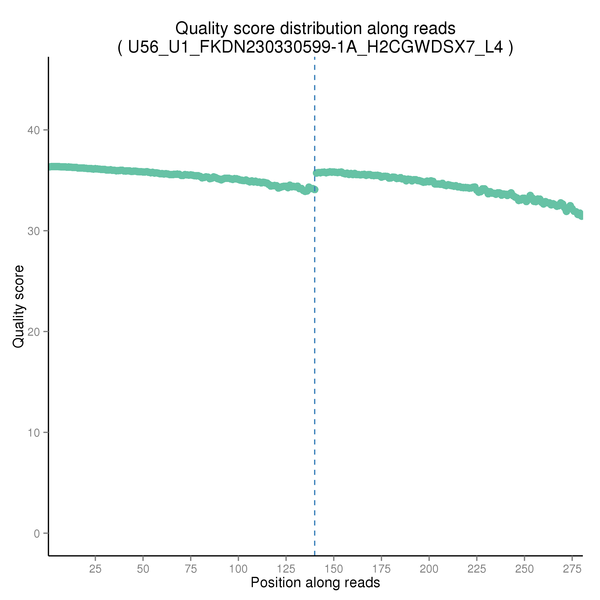 Quality score distribution along reads
( U56_U1_FKDN230330599-1A_H2CGWDSX7_L4 )
Quality score
40
30
20
10
0
25 50 75 100 125 150 175 200 225 250 275
Position along reads